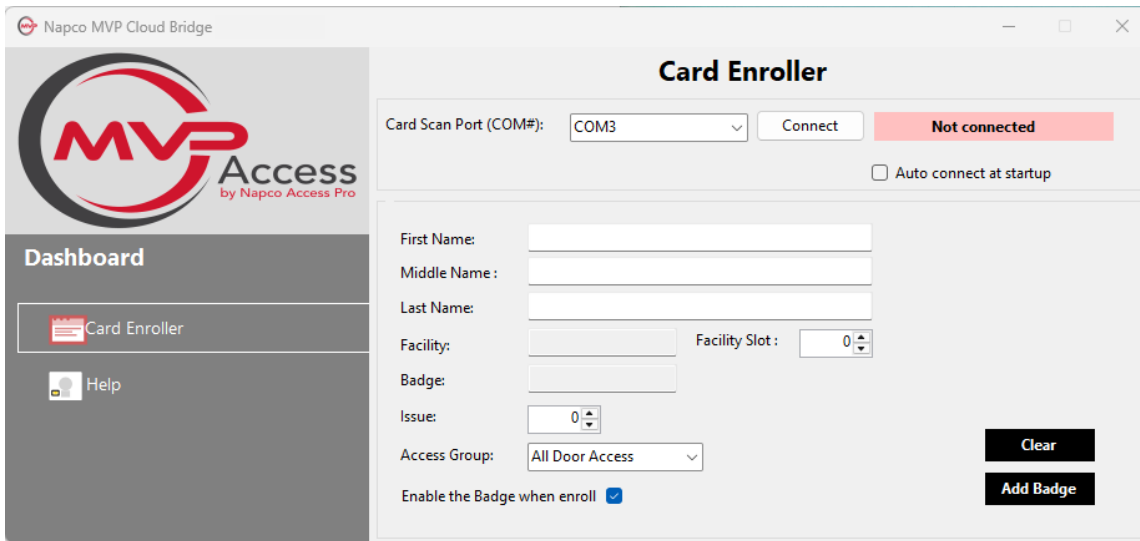 Napco MVP Cloud Bridge
MVP
MVP
Access
by Napco Access Pro
Dashboard
Card Enroller
Help
Card Enroller
Card Scan Port (COM#): COM3 Connect Not connected
Auto connect at startup
First Name:
Middle Name :
Last Name:
Facility: Facility Slot : 0
Badge:
Issue: 0
Access Group: All Door Access
Enable the Badge when enroll
Clear
Add Badge